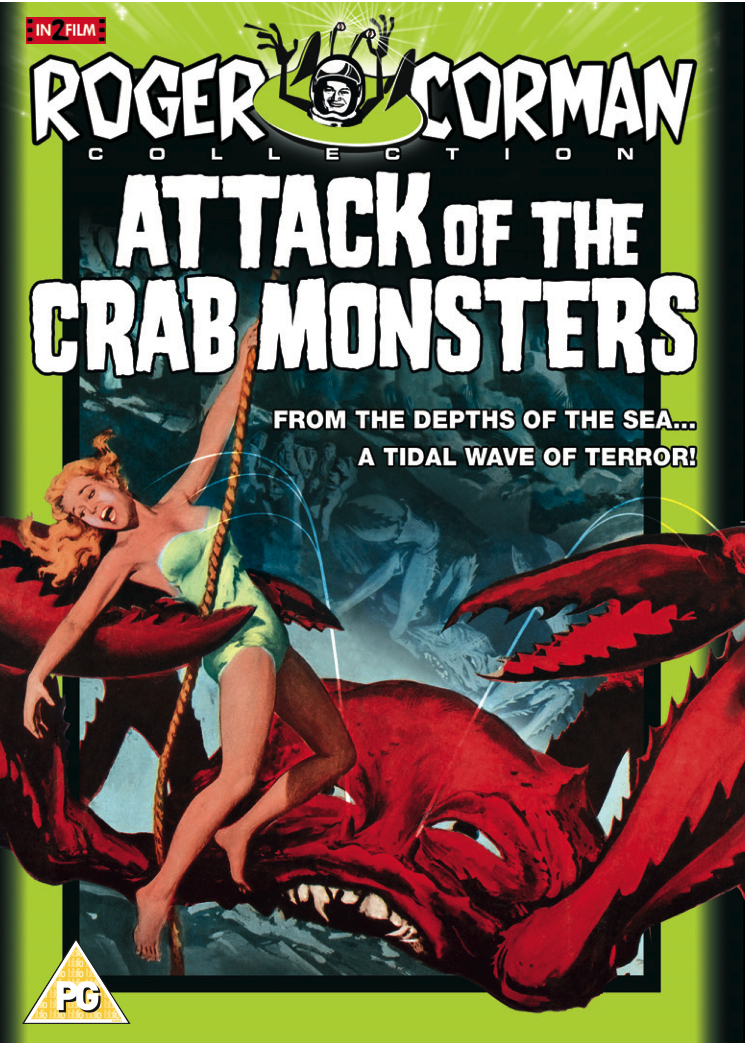 IN2FILM
ROGER CORMAN
COLLECTION
ATTACK OF THE
CRAB MONSTERS
FROM THE DEPTHS OF THE SEA...
A TIDAL WAVE OF TERROR!
PG